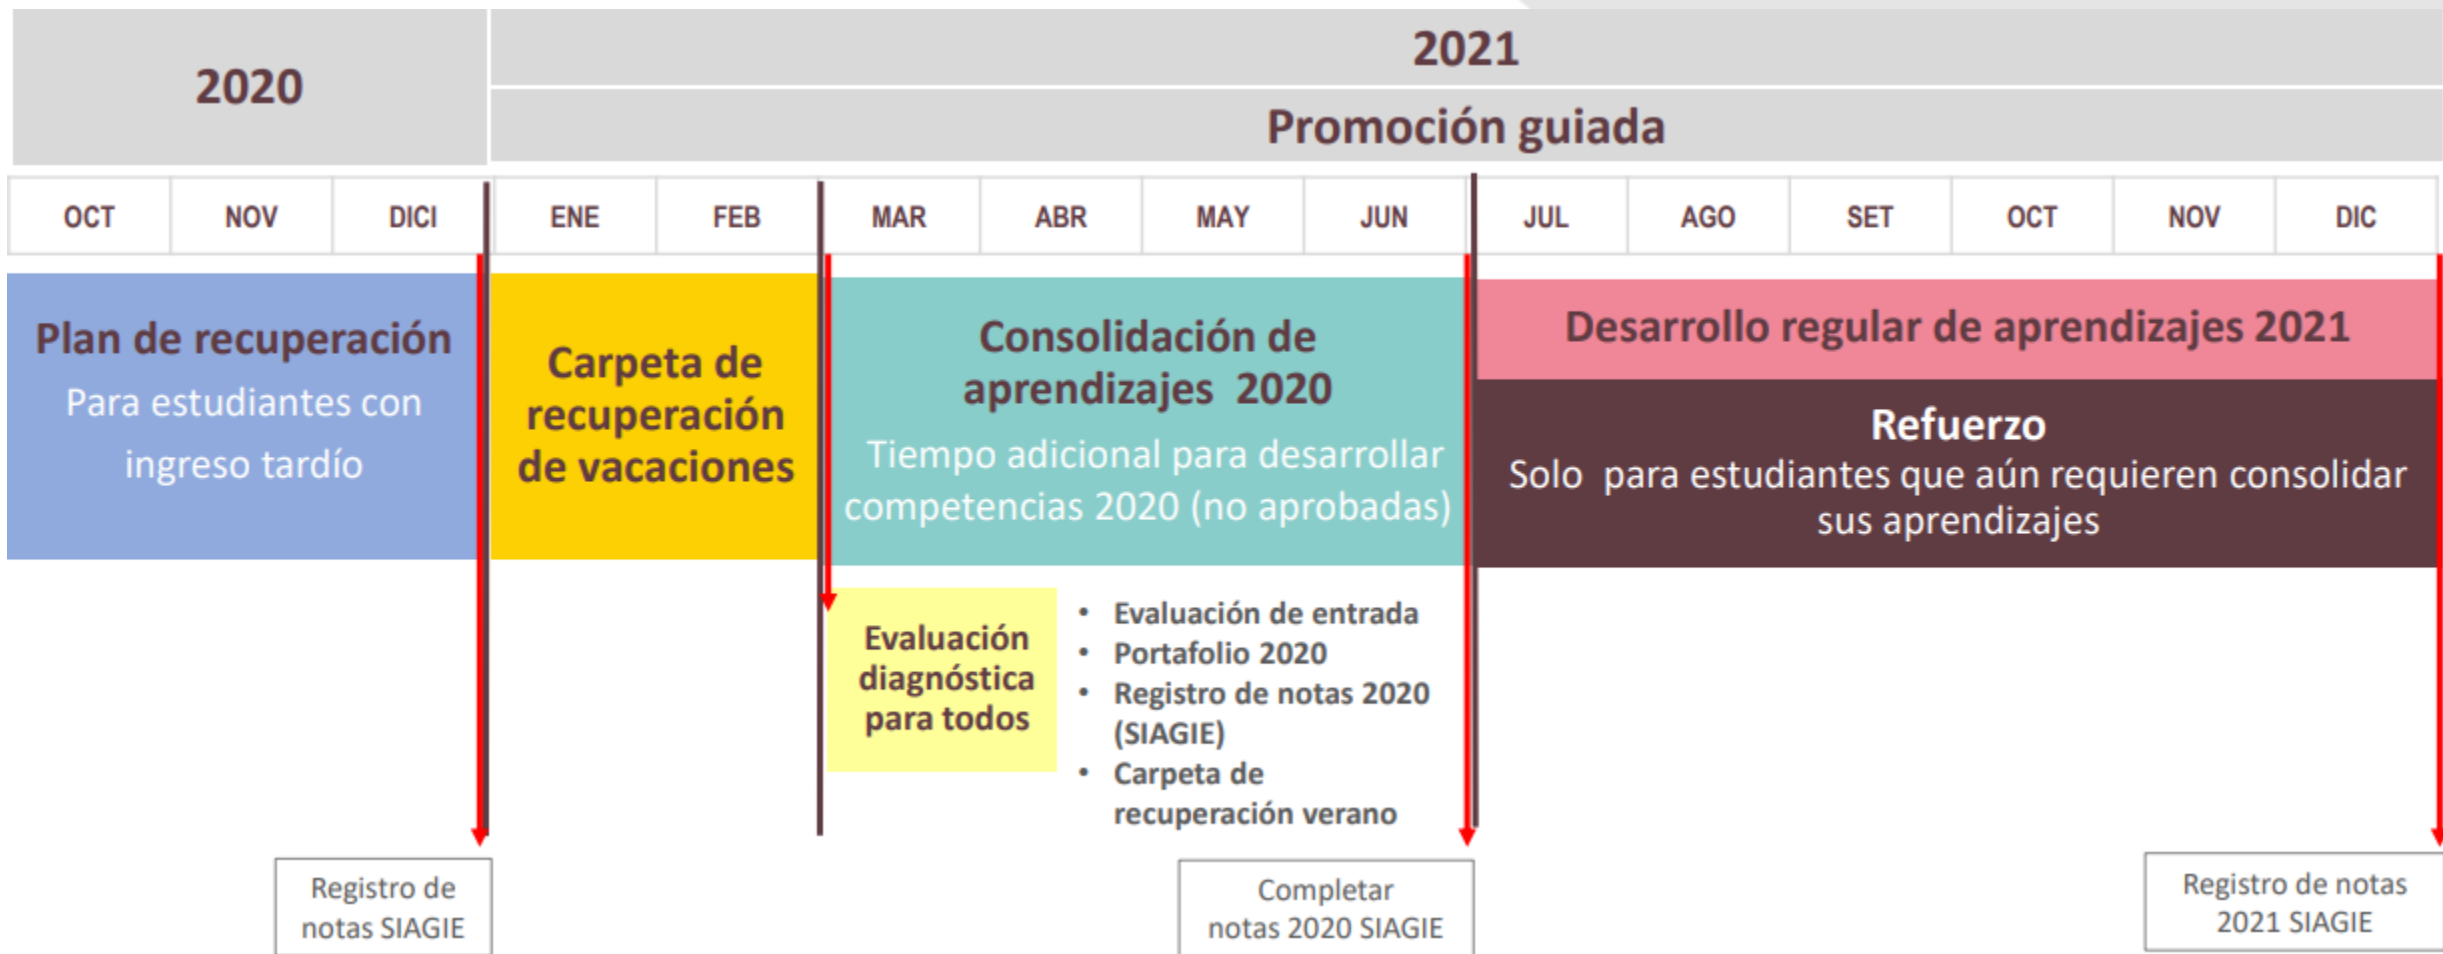 2020
2021
Promoción guiada
OCT NOV DICI ENE FEB MAR ABR MAY JUN JUL AGO SET OCT NOV DIC
Plan de recuperación
Para estudiantes con
ingreso tardío
Carpeta de
recuperación
de vacaciones
Consolidación de
aprendizajes 2020
Tiempo adicional para desarrollar
competencias 2020 (no aprobadas)
Desarrollo regular de aprendizajes 2021
Refuerzo
Solo para estudiantes que aún requieren consolidar
sus aprendizajes
Evaluación
diagnóstica
para todos
• Evaluación de entrada
• Portafolio 2020
• Registro de notas 2020
(SIAGIE)
• Carpeta de
recuperación verano
Registro de
notas SIAGIE
Completar
notas 2020 SIAGIE
Registro de notas
2021 SIAGIE